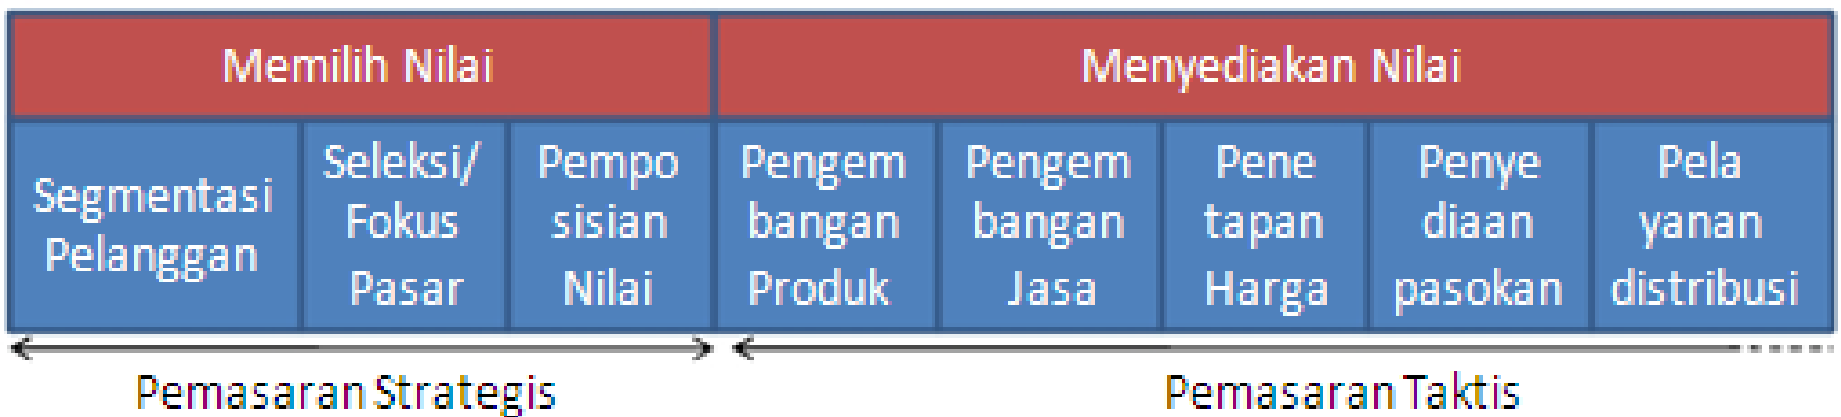 Memilih Nilai
Menyediakan Nilai
Segmentasi
Pelanggan
Seleksi/
Fokus
Pasar
Pempo
sisian
Nilai
Pengem
bangan
Produk
Pengem
bangan
Jasa
Pene
tapan
Harga
Penye
diaan
pasokan
Pela
yanan
distribusi
Pemasaran Strategis
Pemasaran Taktis